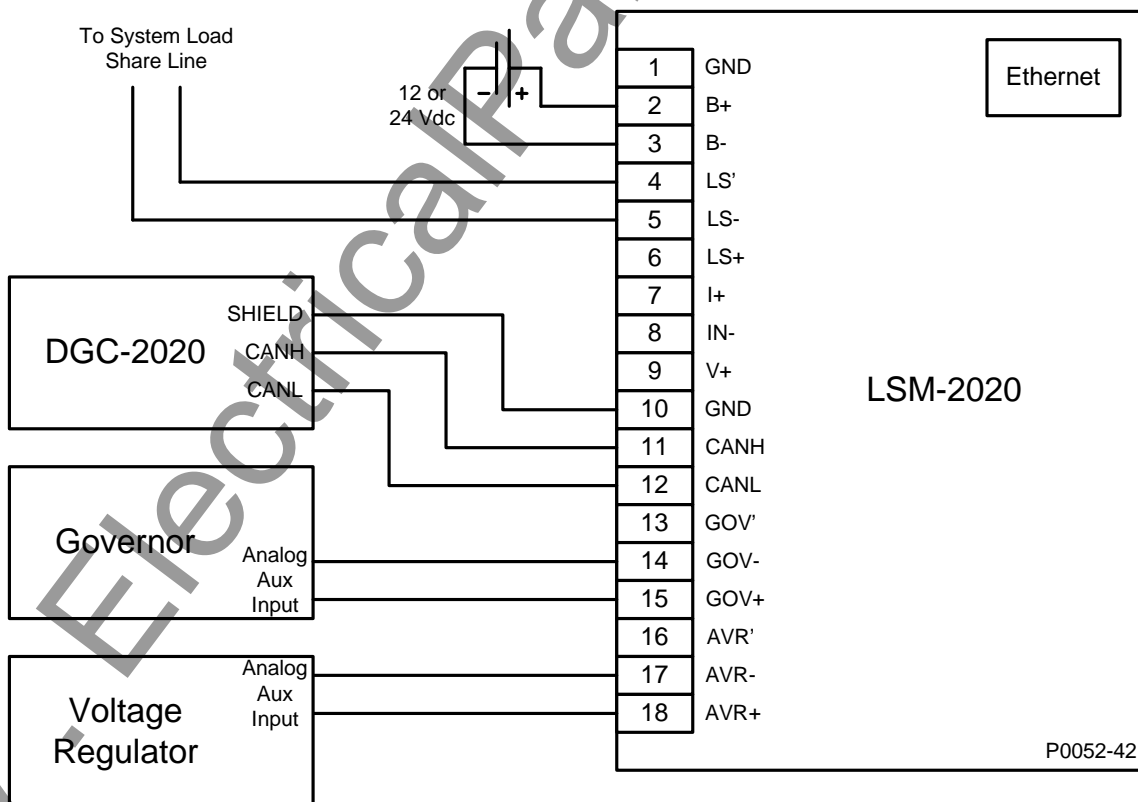 To System Load
Share Line
12 or
24 Vdc
- +
1 GND
2 B+
3 B-
4 LS'
5 LS-
6 LS+
7 I+
8 IN-
9 V+
10 GND
11 CANH
12 CANL
13 GOV'
14 GOV-
15 GOV+
16 AVR'
17 AVR-
18 AVR+
Ethernet
LSM-2020
DGC-2020
SHIELD
CANH
CANL
Governor
Analog
Aux
Input
Voltage
Regulator
Analog
Aux
Input
P0052-42
ElectricalPa